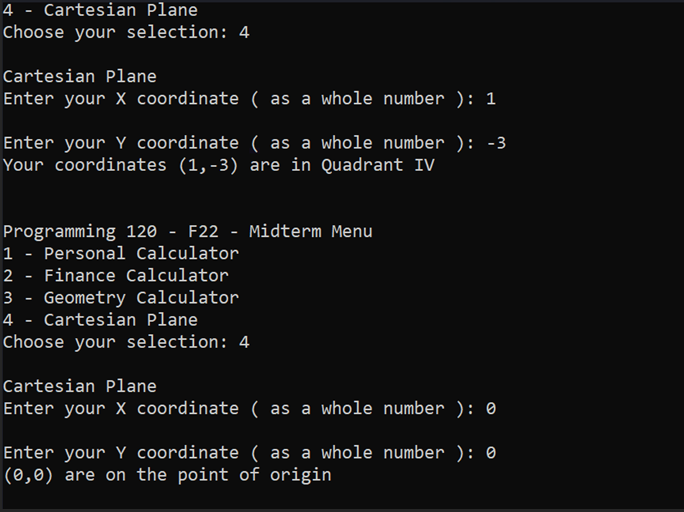 4 - Cartesian Plane
Choose your selection: 4
Cartesian Plane
Enter your X coordinate ( as a whole number ): 1
Enter your Y coordinate ( as a whole number ): -3
Your coordinates (1,-3) are in Quadrant IV
Programming 120 - F22 - Midterm Menu
1 - Personal Calculator
2 - Finance Calculator
3 - Geometry Calculator
4 - Cartesian Plane
Choose your selection: 4
Cartesian Plane
Enter your X coordinate ( as a whole number ): 0
Enter your Y coordinate ( as a whole number ): 0
(0,0) are on the point of origin